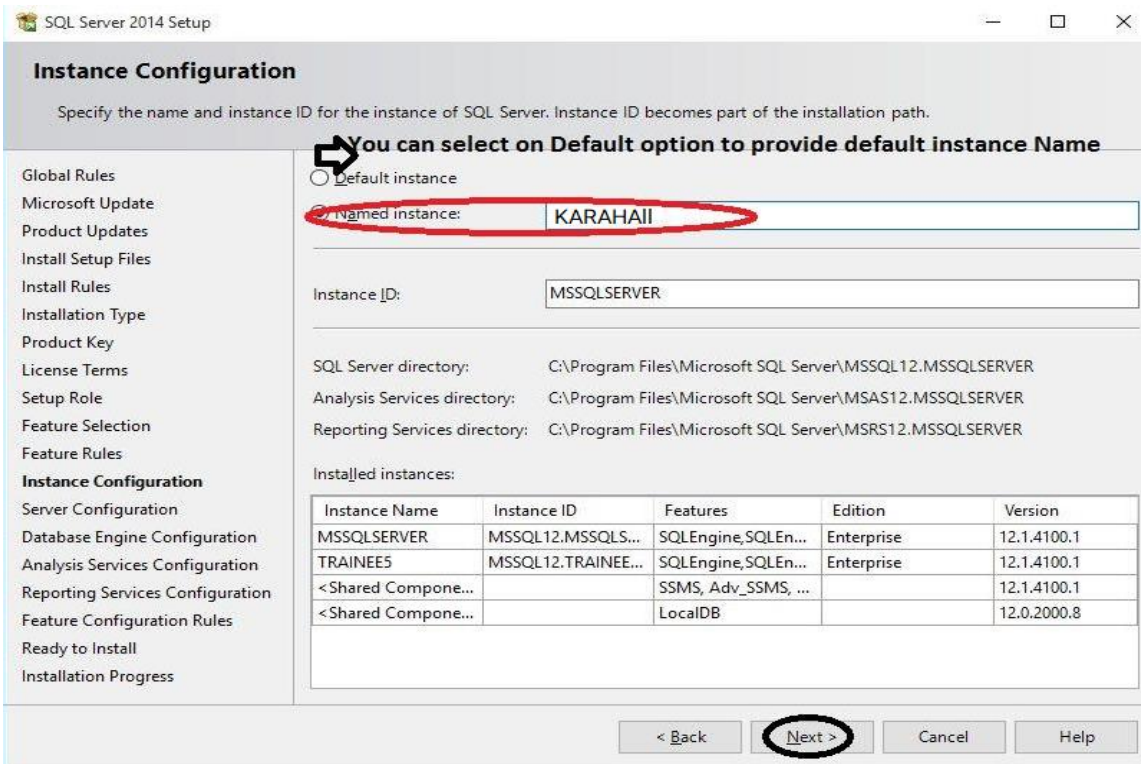 SQL Server 2014 Setup
Instance Configuration
Specify the name and instance ID for the instance of SQL Server. Instance ID becomes part of the installation path.
You can select on Default option to provide default instance Name
Global Rules
Microsoft Update
Product Updates
Install Setup Files
Install Rules
Installation Type
Product Key
License Terms
Setup Role
Feature Selection
Feature Rules
Instance Configuration
Server Configuration
Database Engine Configuration
Analysis Services Configuration
Reporting Services Configuration
Feature Configuration Rules
Ready to Install
Installation Progress
Default instance
Named instance: KARAHAII
Instance ID: MSSQLSERVER
SQL Server directory: C:\Program Files\Microsoft SQL Server\MSSQL12.MSSQLSERVER
Analysis Services directory: C:\Program Files\Microsoft SQL Server\MSAS12.MSSQLSERVER
Reporting Services directory: C:\Program Files\Microsoft SQL Server\MSRS12.MSSQLSERVER
Installed instances:
Instance Name Instance ID Features Edition Version
MSSQLSERVER MSSQL12.MSSQLS... SQLEngine,SQLEn... Enterprise 12.1.4100.1
TRAINEE5 MSSQL12.TRAINEE... SQLEngine,SQLEn... Enterprise 12.1.4100.1
<Shared Compone... SSMS, Adv_SSMS, ... 12.1.4100.1
<Shared Compone... LocalDB 12.0.2000.8
< Back Next > Cancel Help